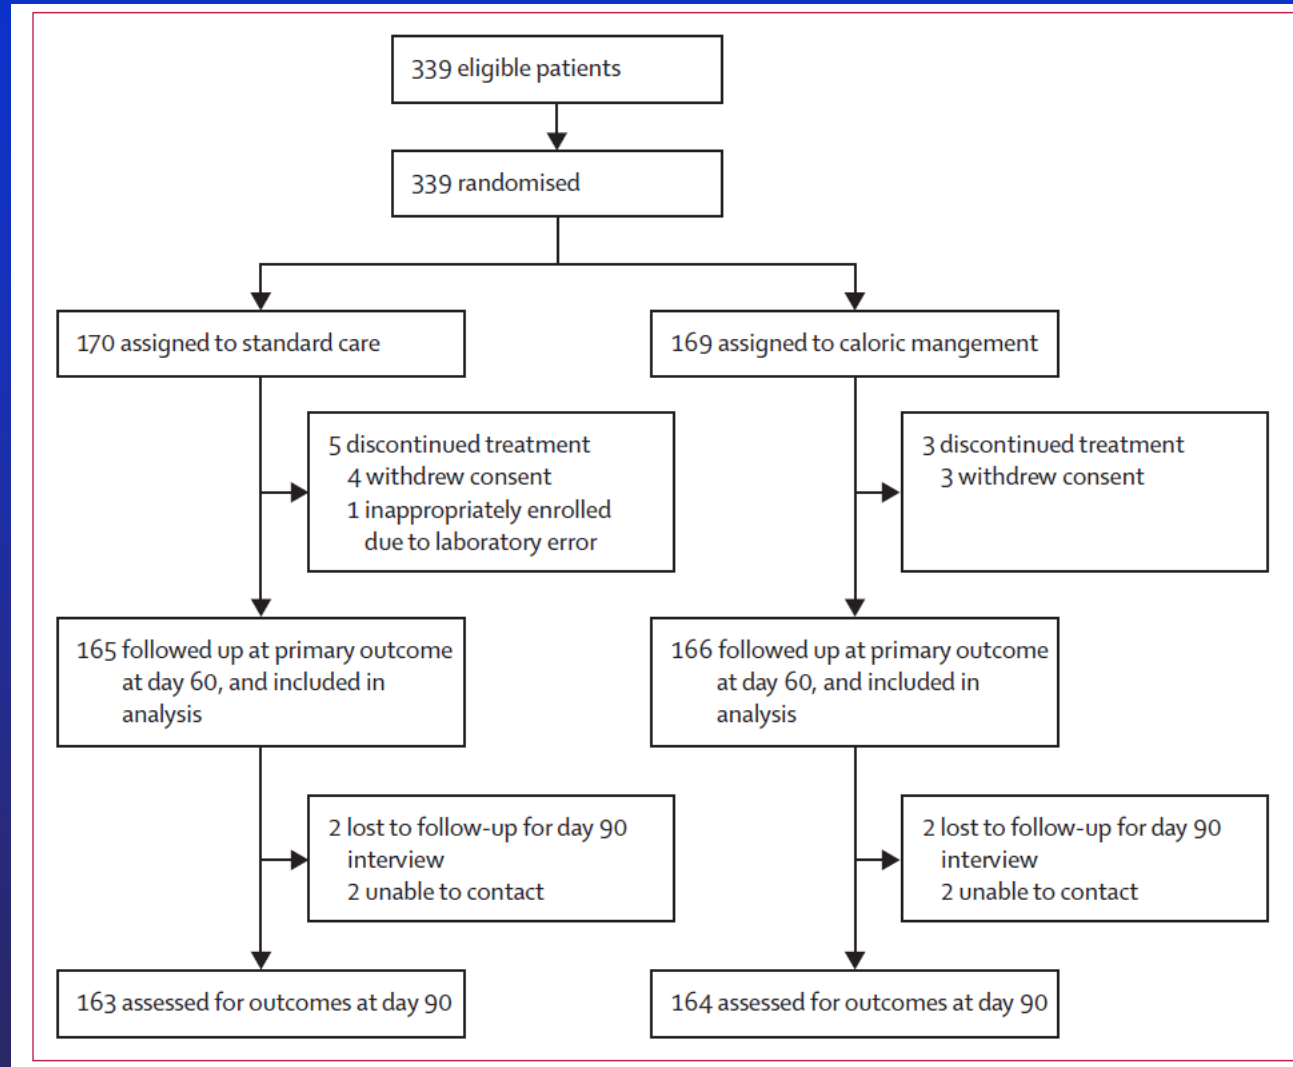 339 eligible patients
339 randomised
170 assigned to standard care
169 assigned to caloric mangement
5 discontinued treatment
4 withdrew consent
1 inappropriately enrolled
due to laboratory error
3 discontinued treatment
3 withdrew consent
165 followed up at primary outcome
at day 60, and included in
analysis
166 followed up at primary outcome
at day 60, and included in
analysis
2 lost to follow-up for day 90
interview
2 unable to contact
2 lost to follow-up for day 90
interview
2 unable to contact
163 assessed for outcomes at day 90
164 assessed for outcomes at day 90